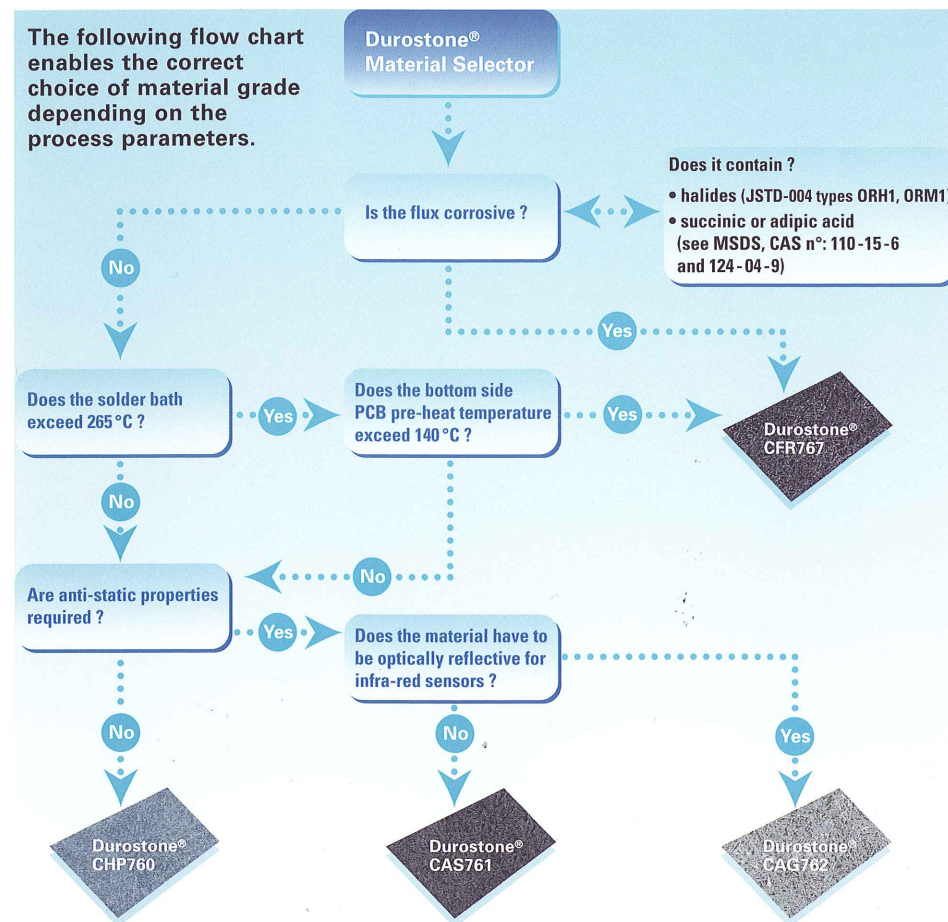 The following flow chart
enables the correct
choice of material grade
depending on the
process parameters.
Durostone®
Material Selector
Is the flux corrosive ?
Does it contain ?
• halides (JSTD-004 types ORH1, ORM1)
• succinic or adipic acid
(see MSDS, CAS n°: 110-15-6
and 124-04-9)
No
Yes
Does the solder bath
exceed 265°C ?
Yes
Does the bottom side
PCB pre-heat temperature
exceed 140°C ?
Yes
Durostone®
CFR767
No
No
Are anti-static properties
required ?
Yes
Does the material have to
be optically reflective for
infra-red sensors ?
No
No
Yes
Durostone®
CHP760
Durostone®
CAS761
Durostone®
CAG762